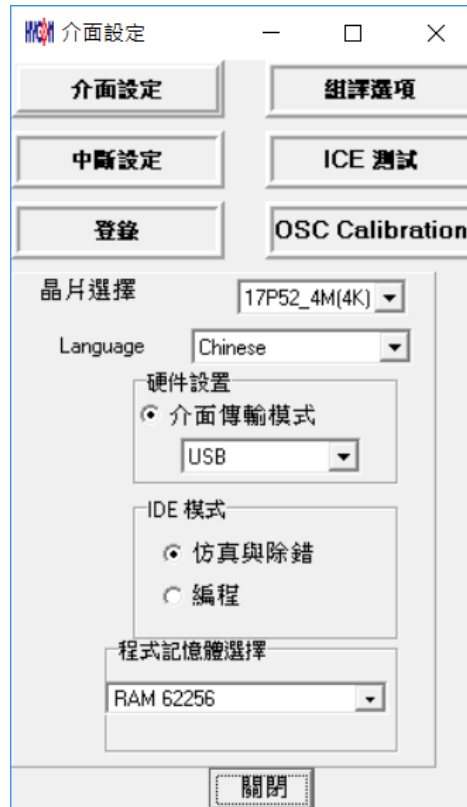 HYCON 介面設定
介面設定 組譯選項
中斷設定 ICE 測試
登錄 OSC Calibration
晶片選擇 17P52_4M(4K)
Language Chinese
硬件設置
介面傳輸模式
USB
IDE 模式
仿真與除錯
編程
程式記憶體選擇
RAM 62256
關閉